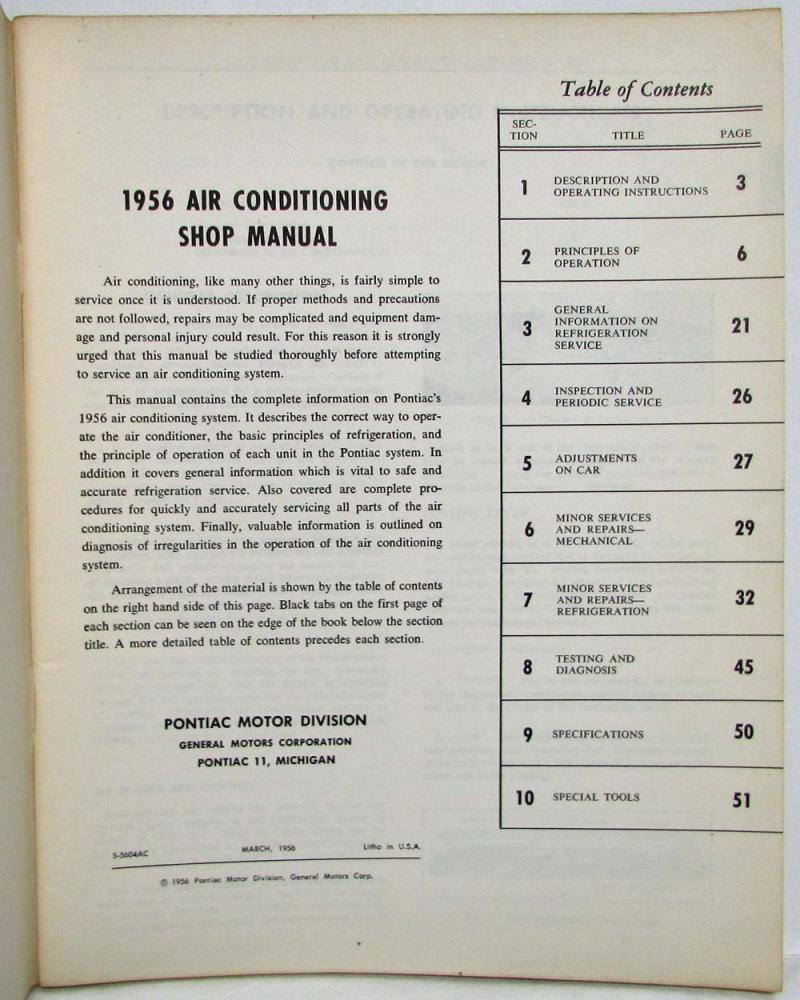 1956 AIR CONDITIONING
SHOP MANUAL
Air conditioning, like many other things, is fairly simple to
service once it is understood. If proper methods and precautions
are not followed, repairs may be complicated and equipment dam-
age and personal injury could result. For this reason it is strongly
urged that this manual be studied thoroughly before attempting
to service an air conditioning system.
This manual contains the complete information on Pontiac's
1956 air conditioning system. It describes the correct way to oper-
ate the air conditioner, the basic principles of refrigeration, and
the principle of operation of each unit in the Pontiac system. In
addition it covers general information which is vital to safe and
accurate refrigeration service. Also covered are complete pro-
cedures for quickly and accurately servicing all parts of the air
conditioning system. Finally, valuable information is outlined on
diagnosis of irregularities in the operation of the air conditioning
system.
Arrangement of the material is shown by the table of contents
on the right hand side of this page. Black tabs on the first page of
each section can be seen on the edge of the book below the section
title. A more detailed table of contents precedes each section.
PONTIAC MOTOR DIVISION
GENERAL MOTORS CORPORATION
PONTIAC 11, MICHIGAN
S-5604AC MARCH, 1956 Litho in U.S.A.
© 1956 Pontiac Motor Division, General Motors Corp.
Table of Contents
SEC-
TION TITLE PAGE
1 DESCRIPTION AND
OPERATING INSTRUCTIONS 3
2 PRINCIPLES OF
OPERATION 6
GENERAL
INFORMATION ON
3 REFRIGERATION 21
SERVICE
4 INSPECTION AND
PERIODIC SERVICE 26
5 ADJUSTMENTS
ON CAR 27
MINOR SERVICES
6 AND REPAIRS— 29
MECHANICAL
MINOR SERVICES
7 AND REPAIRS— 32
REFRIGERATION
8 TESTING AND
DIAGNOSIS 45
9 SPECIFICATIONS 50
10 SPECIAL TOOLS 51